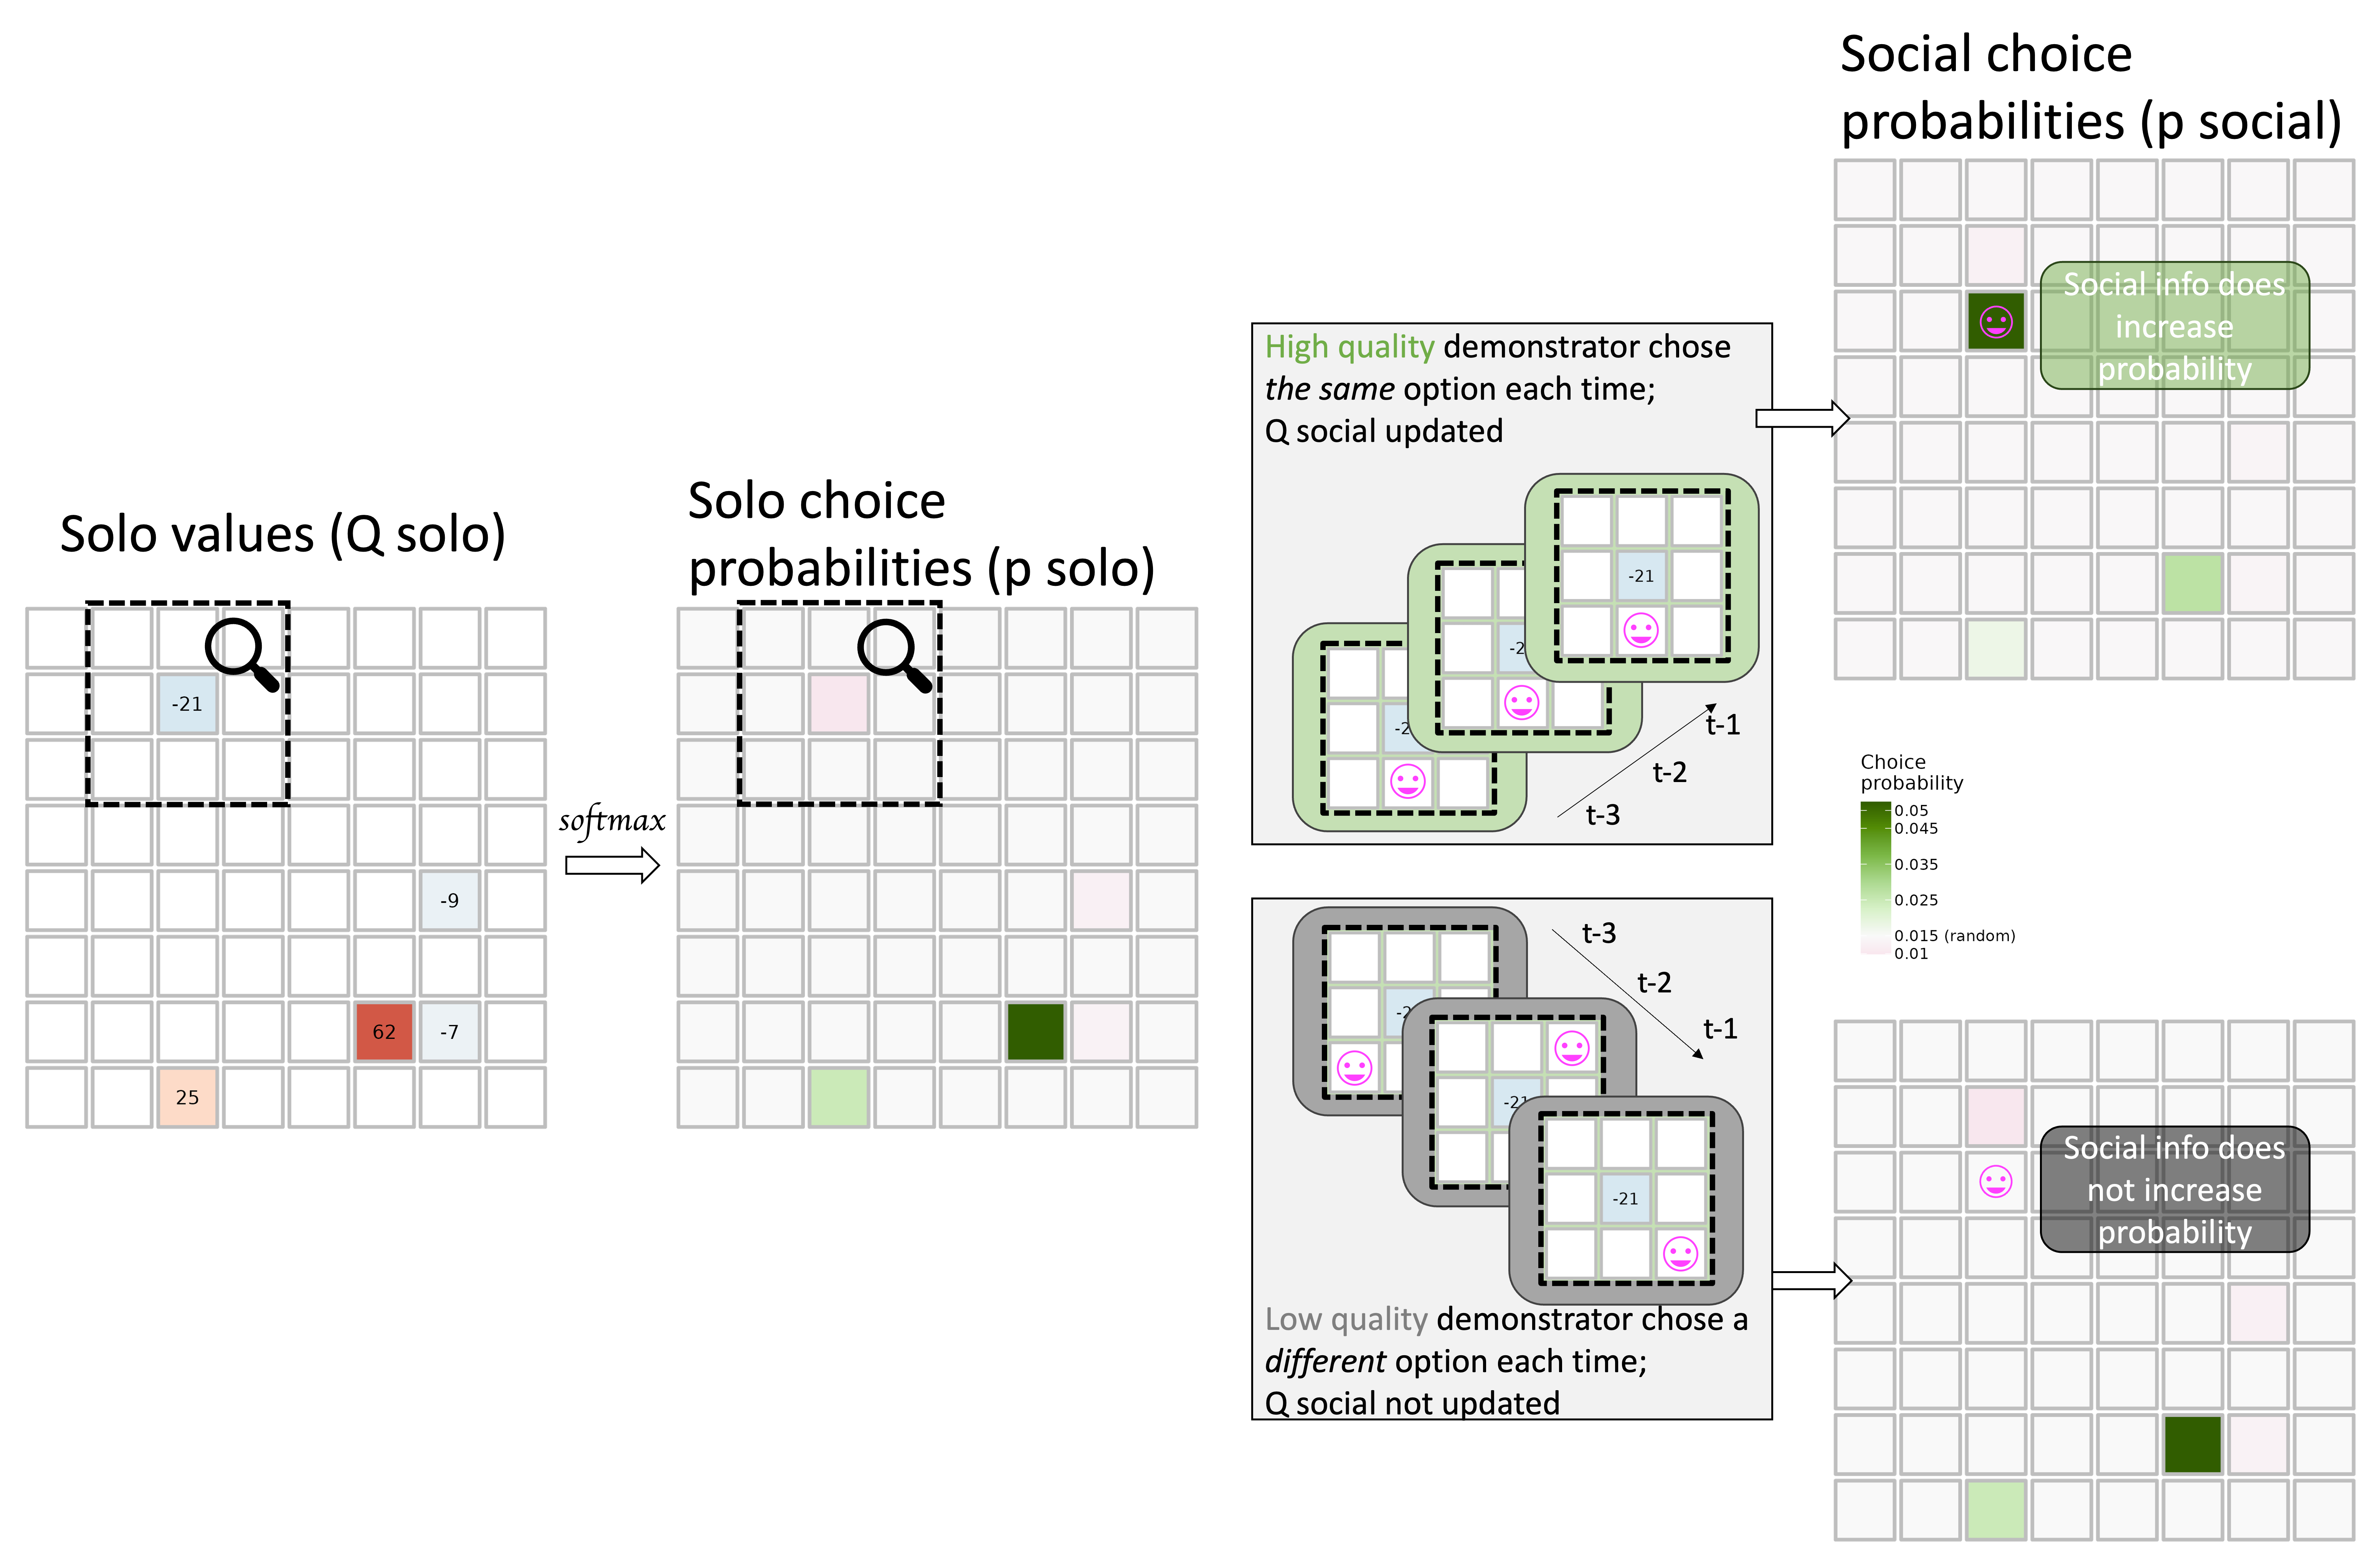 Solo values (Q solo)
-21
-9
62
-7
25
softmax
Solo choice
probabilities (p solo)
High quality demonstrator chose
the same option each time;
Q social updated
-21
-2
-2
t-1
t-2
t-3
t-3
t-2
t-1
-2
-21
-21
Low quality demonstrator chose a
different option each time;
Q social not updated
Social choice
probabilities (p social)
Social info does
increase
probability
Choice
probability
0.05
0.045
0.035
0.025
0.015 (random)
0.01
Social info does
not increase
probability